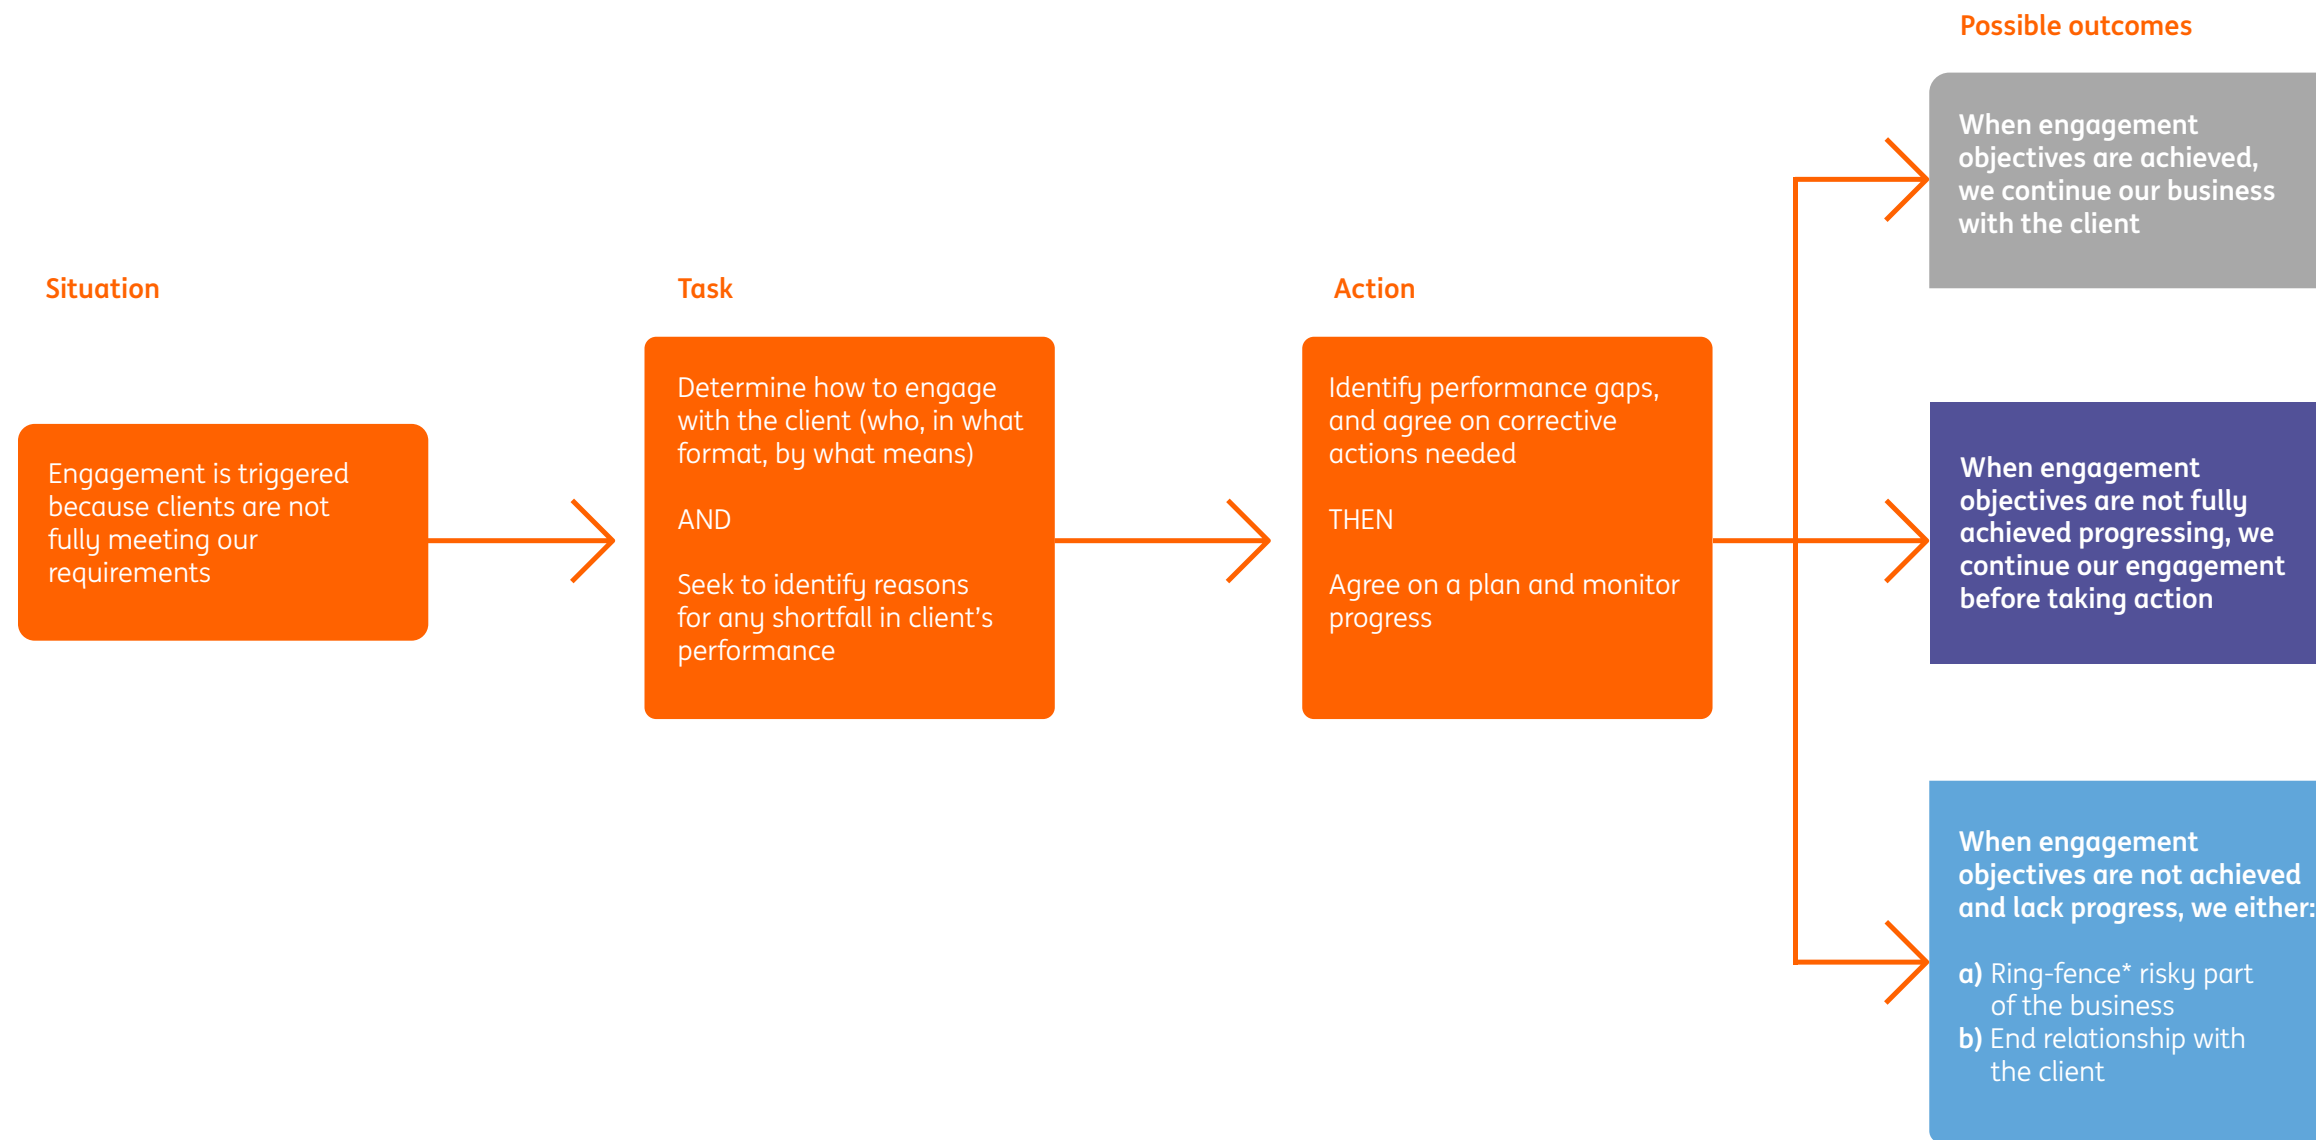 Situation
Engagement is triggered
because clients are not
fully meeting our
requirements
Task
Determine how to engage
with the client (who, in what
format, by what means)
AND
Seek to identify reasons
for any shortfall in client’s
performance
Action
Identify performance gaps,
and agree on corrective
actions needed
THEN
Agree on a plan and monitor
progress
Possible outcomes
When engagement
objectives are achieved,
we continue our business
with the client
When engagement
objectives are not fully
achieved progressing, we
continue our engagement
before taking action
When engagement
objectives are not achieved
and lack progress, we either:
a) Ring-fence* risky part
of the business
b) End relationship with
the client